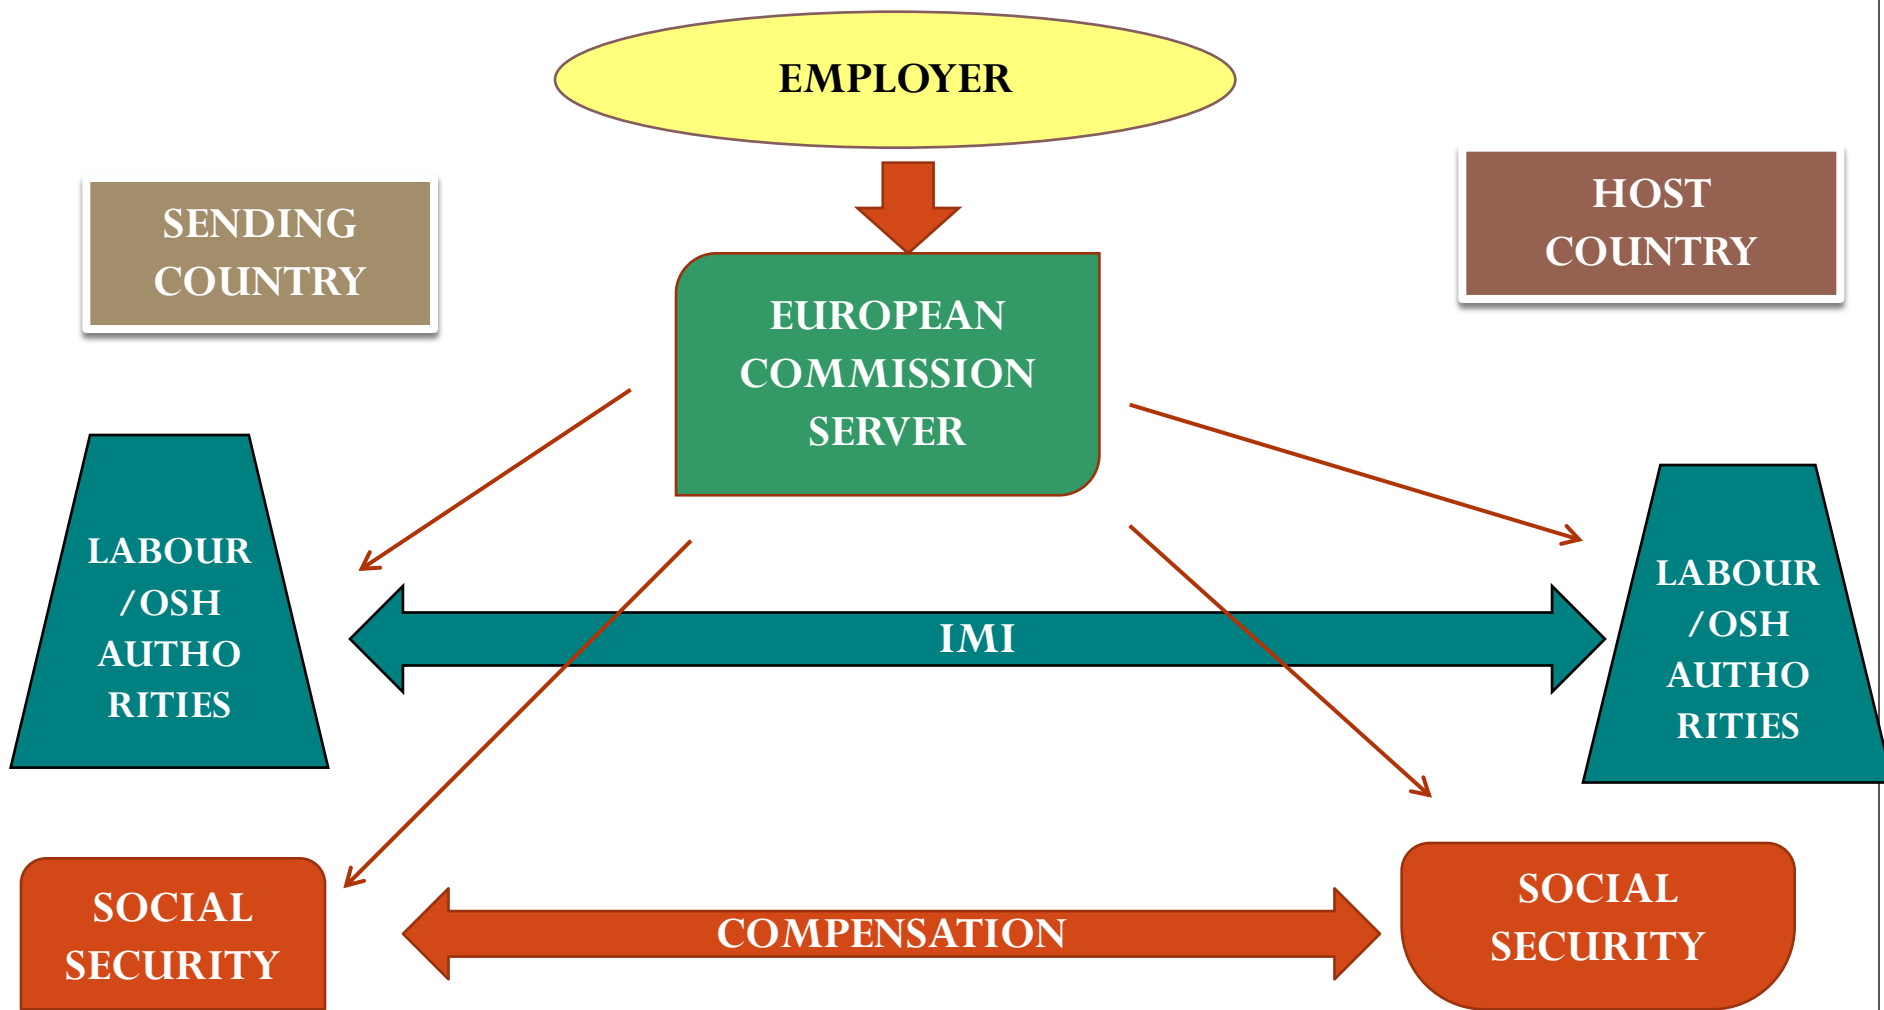 EMPLOYER
SENDING
COUNTRY
HOST
COUNTRY
EUROPEAN
COMMISSION
SERVER
LABOUR
/OSH
AUTHO
RITIES
IMI
LABOUR
/OSH
AUTHO
RITIES
SOCIAL
SECURITY
COMPENSATION
SOCIAL
SECURITY